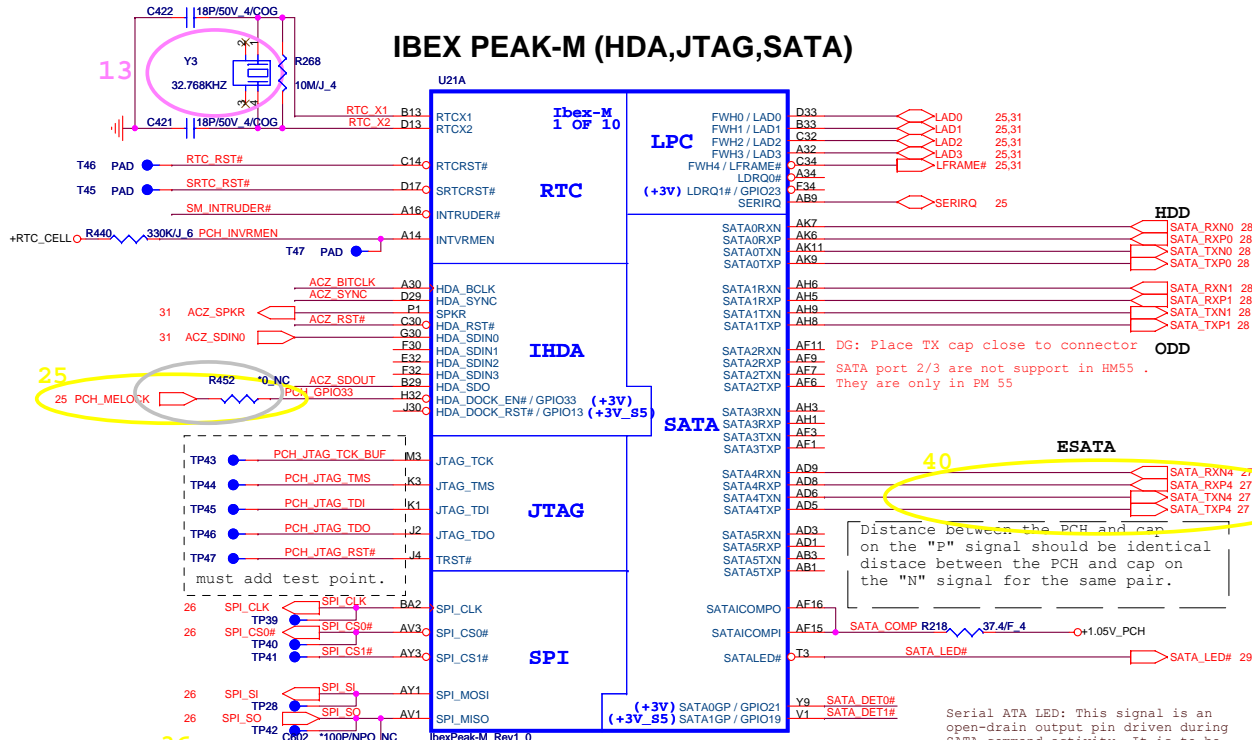 IBEX PEAK-M (HDA,JTAG,SATA)
C422 18P/50V_4/COG
13
Y3
32.768KHZ
2
1
3
4
R268
10M/J_4
C421 18P/50V_4/COG
U21A
Ibex-M
1 OF 10
RTC_X1 B13 RTCX1
RTC_X2 D13 RTCX2
T46 PAD RTC_RST# C14 RTCRST#
T45 PAD SRTC_RST# D17 SRTCRST#
SM_INTRUDER# A16 INTRUDER#
+RTC_CELL R440 330K/J_6 PCH_INVRMEN A14 INTVRMEN
T47 PAD
RTC
LPC
FWH0 / LAD0 D33 LAD0 25,31
FWH1 / LAD1 B33 LAD1 25,31
FWH2 / LAD2 C32 LAD2 25,31
FWH3 / LAD3 A32 LAD3 25,31
FWH4 / LFRAME# C34 LFRAME# 25,31
LDRQ0# A34
(+3V) LDRQ1# / GPIO23 F34
SERIRQ AB9 SERIRQ 25
HDD
SATA0RXN AK7 SATA_RXN0 28
SATA0RXP AK6 SATA_RXP0 28
SATA0TXN AK11 SATA_TXN0 28
SATA0TXP AK9 SATA_TXP0 28
SATA1RXN AH6 SATA_RXN1 28
SATA1RXP AH5 SATA_RXP1 28
SATA1TXN AH9 SATA_TXN1 28
SATA1TXP AH8 SATA_TXP1 28
ODD
ACZ_BITCLK A30 HDA_BCLK
ACZ_SYNC D29 HDA_SYNC
31 ACZ_SPKR P1 SPKR
ACZ_RST# C30 HDA_RST#
31 ACZ_SDIN0 G30 HDA_SDIN0
F30 HDA_SDIN1
E32 HDA_SDIN2
F32 HDA_SDIN3
ACZ_SDOUT B29 HDA_SDO
25
25 PCH_MELOCK R452 *0_NC PCH_GPIO33 H32 HDA_DOCK_EN# / GPIO33 (+3V)
J30 HDA_DOCK_RST# / GPIO13 (+3V_S5)
IHDA
SATA
SATA2RXN AF11
SATA2RXP AF9
SATA2TXN AF7
SATA2TXP AF6
DG: Place TX cap close to connector
SATA port 2/3 are not support in HM55 .
They are only in PM 55
SATA3RXN AH3
SATA3RXP AH1
SATA3TXN AF3
SATA3TXP AF1
ESATA
40
SATA4RXN AD9 SATA_RXN4 27
SATA4RXP AD8 SATA_RXP4 27
SATA4TXN AD6 SATA_TXN4 27
SATA4TXP AD5 SATA_TXP4 27
SATA5RXN AD3
SATA5RXP AD1
SATA5TXN AB3
SATA5TXP AB1
Distance between the PCH and cap
on the "P" signal should be identical
distace between the PCH and cap on
the "N" signal for the same pair.
TP43 PCH_JTAG_TCK_BUF M3 JTAG_TCK
TP44 PCH_JTAG_TMS K3 JTAG_TMS
TP45 PCH_JTAG_TDI K1 JTAG_TDI
TP46 PCH_JTAG_TDO J2 JTAG_TDO
TP47 PCH_JTAG_RST# J4 TRST#
must add test point.
JTAG
26 SPI_CLK SPI_CLK BA2 SPI_CLK
TP39
26 SPI_CS0# SPI_CS0# AV3 SPI_CS0#
TP40
TP41 SPI_CS1# AY3 SPI_CS1#
26 SPI_SI SPI_SI AY1 SPI_MOSI
TP28
26 SPI_SO SPI_SO AV1 SPI_MISO
TP42
SPI
SATAICOMPO AF16
SATAICOMPI AF15 SATA_COMP R218 37.4/F_4 +1.05V_PCH
SATALED# T3 SATA_LED# SATA_LED# 29
(+3V) SATA0GP / GPIO21 Y9 SATA_DET0#
(+3V_S5) SATA1GP / GPIO19 V1 SATA_DET1#
C602 *100P/NPO_NC
IbexPeak-M_Rev1_0
Serial ATA LED: This signal is an
open-drain output pin driven during
SATA command activity. It is to be